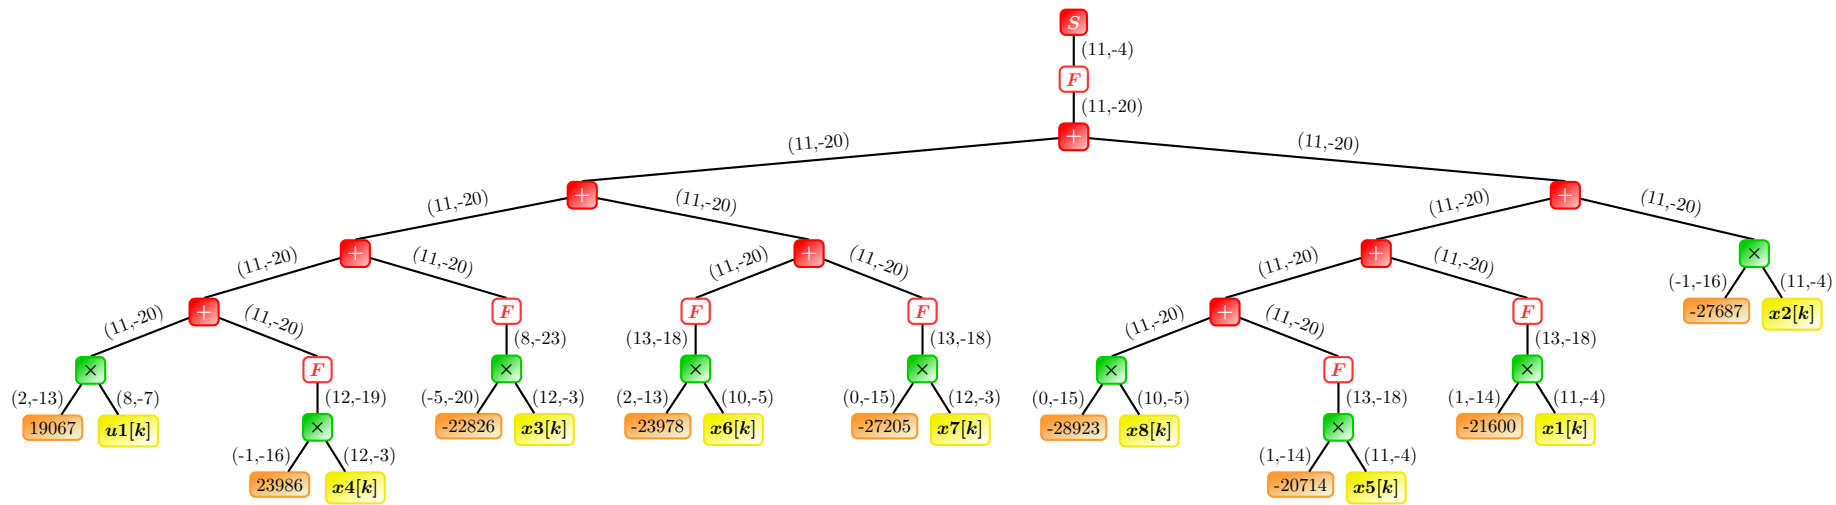 S
(11,-4)
F
(11,-20)
+
(11,-20) (11,-20)
+ +
(11,-20) (11,-20) (11,-20) (11,-20)
+ + + ×
(11,-20) (11,-20) (11,-20) (11,-20) (11,-20) (11,-20) (-1,-16) (11,-4)
+ F F F + F -27687 x2[k]
(11,-20) (11,-20) (8,-23) (13,-18) (13,-18) (11,-20) (11,-20) (13,-18)
× F × × × × F ×
(2,-13) (8,-7) (12,-19) (-5,-20) (12,-3) (2,-13) (10,-5) (0,-15) (12,-3) (0,-15) (10,-5) (13,-18) (1,-14) (11,-4)
19067 u1[k] × -22826 x3[k] -23978 x6[k] -27205 x7[k] -28923 x8[k] × -21600 x1[k]
(-1,-16) (12,-3) (1,-14) (11,-4)
23986 x4[k] -20714 x5[k]